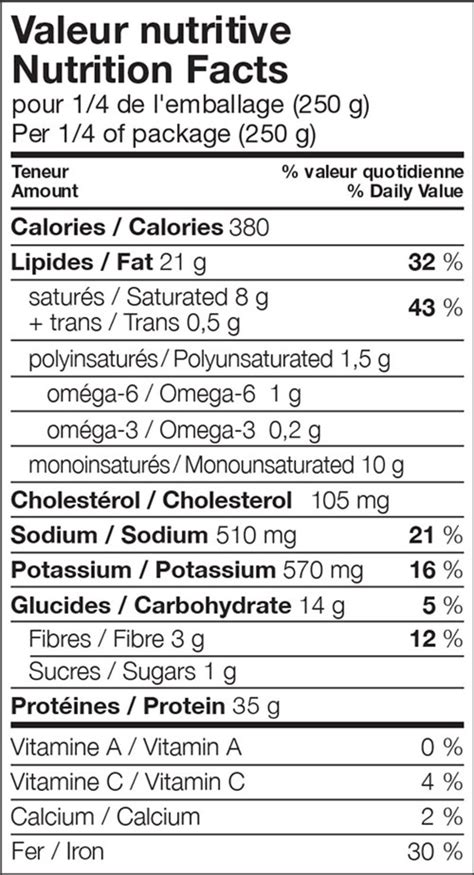 Valeur nutritive
Nutrition Facts
pour 1/4 de l'emballage (250 g)
Per 1/4 of package (250 g)
Teneur % valeur quotidienne
Amount % Daily Value
Calories / Calories 380
Lipides / Fat 21 g 32 %
saturés / Saturated 8 g
+ trans / Trans 0,5 g 43 %
polyinsaturés / Polyunsaturated 1,5 g
oméga-6 / Omega-6 1 g
oméga-3 / Omega-3 0,2 g
monoinsaturés / Monounsaturated 10 g
Cholestérol / Cholesterol 105 mg
Sodium / Sodium 510 mg 21 %
Potassium / Potassium 570 mg 16 %
Glucides / Carbohydrate 14 g 5 %
Fibres / Fibre 3 g 12 %
Sucres / Sugars 1 g
Protéines / Protein 35 g
Vitamine A / Vitamin A 0 %
Vitamine C / Vitamin C 4 %
Calcium / Calcium 2 %
Fer / Iron 30 %